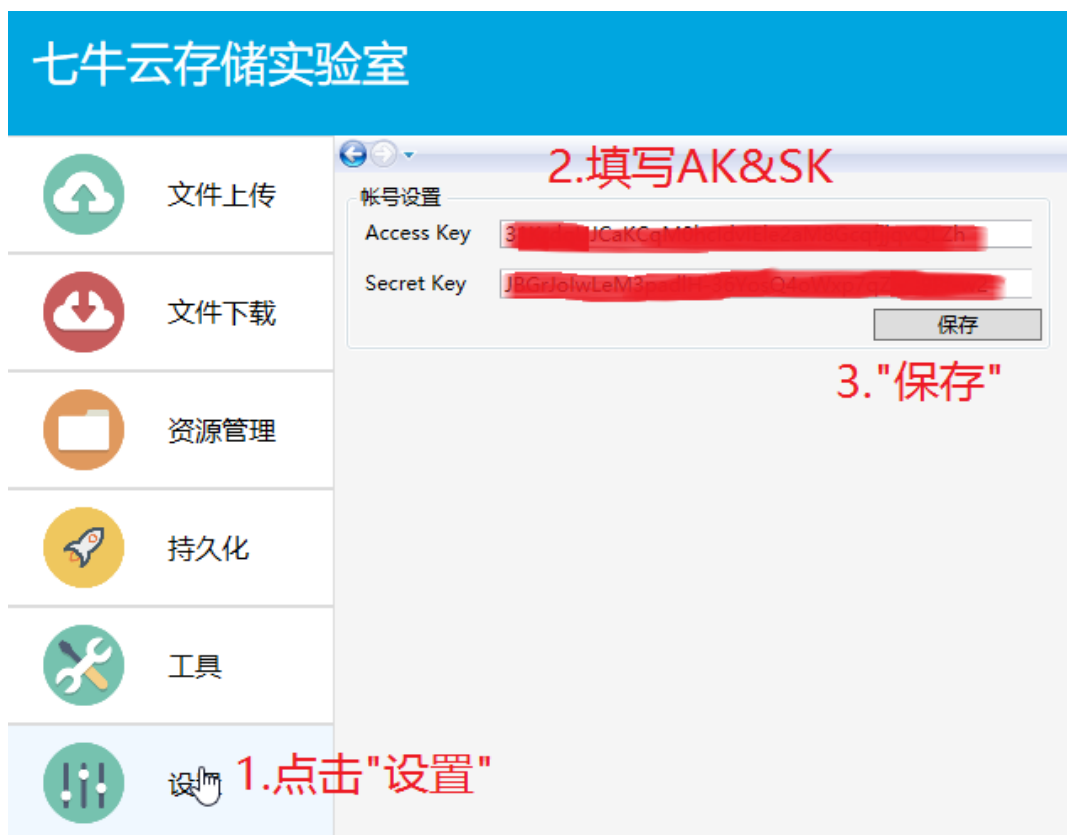 七牛云存储实验室
文件上传
文件下载
资源管理
持久化
工具
设
1.点击"设置"
2.填写AK&SK
帐号设置
Access Key
Secret Key
保存
3."保存"